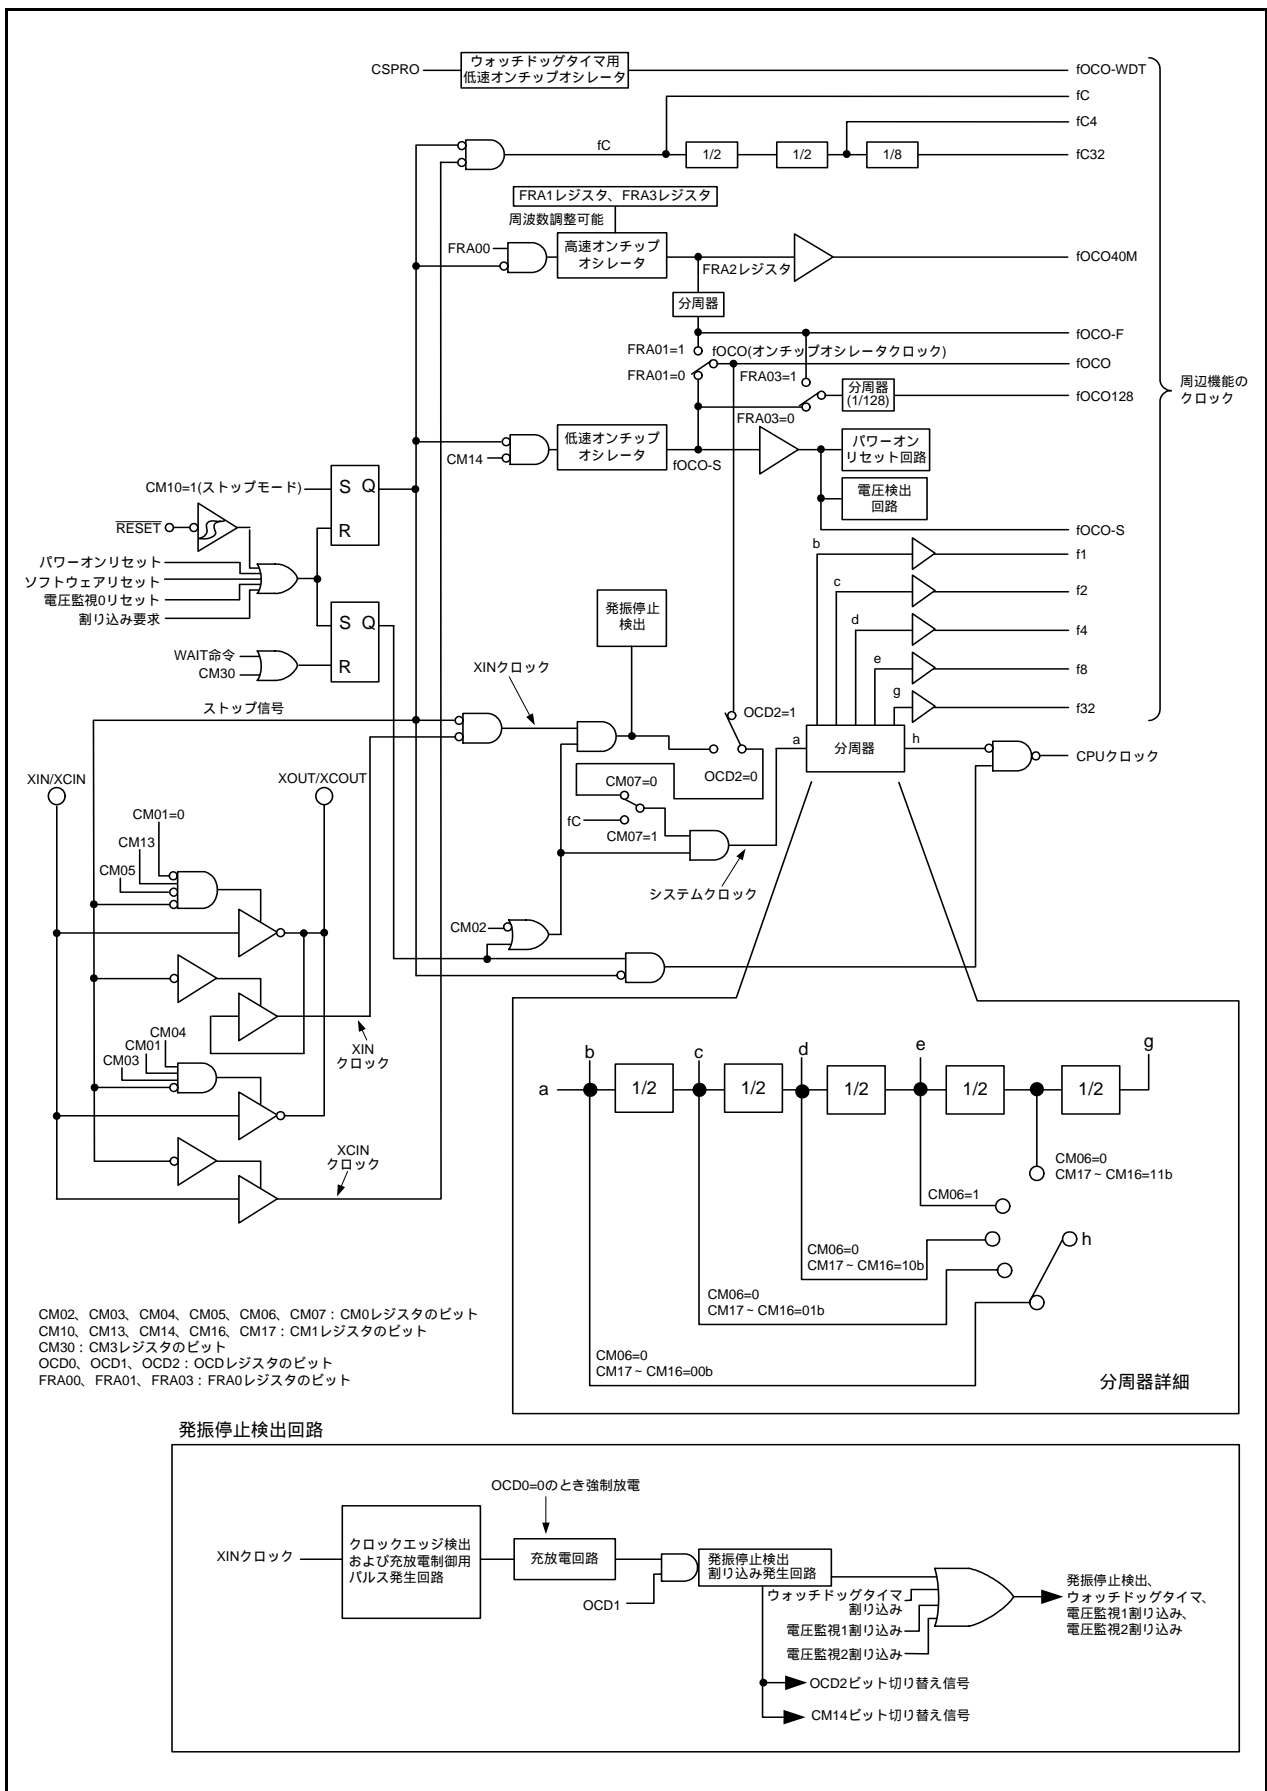 CSPRO
ウォッチドッグタイマ用
低速オンチップオシレータ
fOCO-WDT
fC
fC4
fC
1/2
1/2
1/8
fC32
FRA1レジスタ、FRA3レジスタ
周波数調整可能
FRA00
高速オンチップ
オシレータ
FRA2レジスタ
fOCO40M
分周器
fOCO-F
FRA01=1
fOCO(オンチップオシレータクロック)
fOCO
FRA01=0
FRA03=1
分周器
(1/128)
fOCO128
周辺機能の
クロック
FRA03=0
CM14
低速オンチップ
オシレータ
fOCO-S
パワーオン
リセット回路
電圧検出
回路
fOCO-S
CM10=1(ストップモード)
S Q
R
RESET
パワーオンリセット
ソフトウェアリセット
電圧監視0リセット
割り込み要求
S Q
R
WAIT命令
CM30
b
f1
c
f2
d
f4
e
f8
g
f32
発振停止
検出
XINクロック
ストップ信号
OCD2=1
OCD2=0
a
分周器
h
CPUクロック
XIN/XCIN
XOUT/XCOUT
CM07=0
fC
CM07=1
システムクロック
CM01=0
CM13
CM05
CM02
XIN
クロック
CM04
CM01
CM03
XCIN
クロック
a
b
1/2
c
1/2
d
1/2
e
1/2
1/2
g
CM06=0
CM17~CM16=11b
CM06=1
CM06=0
CM17~CM16=10b
h
CM06=0
CM17~CM16=01b
CM06=0
CM17~CM16=00b
分周器詳細
CM02、CM03、CM04、CM05、CM06、CM07:CM0レジスタのビット
CM10、CM13、CM14、CM16、CM17:CM1レジスタのビット
CM30:CM3レジスタのビット
OCD0、OCD1、OCD2:OCDレジスタのビット
FRA00、FRA01、FRA03:FRA0レジスタのビット
発振停止検出回路
OCD0=0のとき強制放電
XINクロック
クロックエッジ検出
および充放電制御用
パルス発生回路
充放電回路
OCD1
発振停止検出
割り込み発生回路
ウォッチドッグタイマ
割り込み
電圧監視1割り込み
電圧監視2割り込み
発振停止検出、
ウォッチドッグタイマ、
電圧監視1割り込み、
電圧監視2割り込み
OCD2ビット切り替え信号
CM14ビット切り替え信号